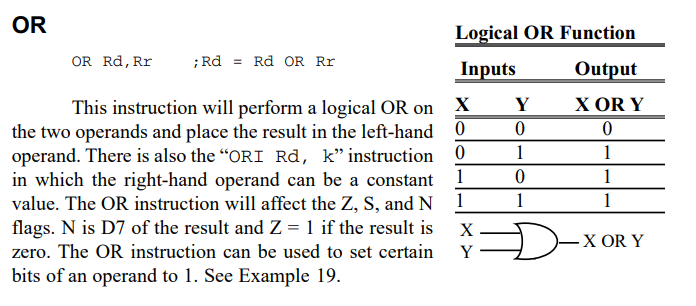 OR
OR Rd,Rr ;Rd = Rd OR Rr
This instruction will perform a logical OR on
the two operands and place the result in the left-hand
operand. There is also the “ORI Rd, k” instruction
in which the right-hand operand can be a constant
value. The OR instruction will affect the Z, S, and N
flags. N is D7 of the result and Z = 1 if the result is
zero. The OR instruction can be used to set certain
bits of an operand to 1. See Example 19.
Logical OR Function
Inputs Output
X Y X OR Y
0 0 0
0 1 1
1 0 1
1 1 1
X
Y
X OR Y